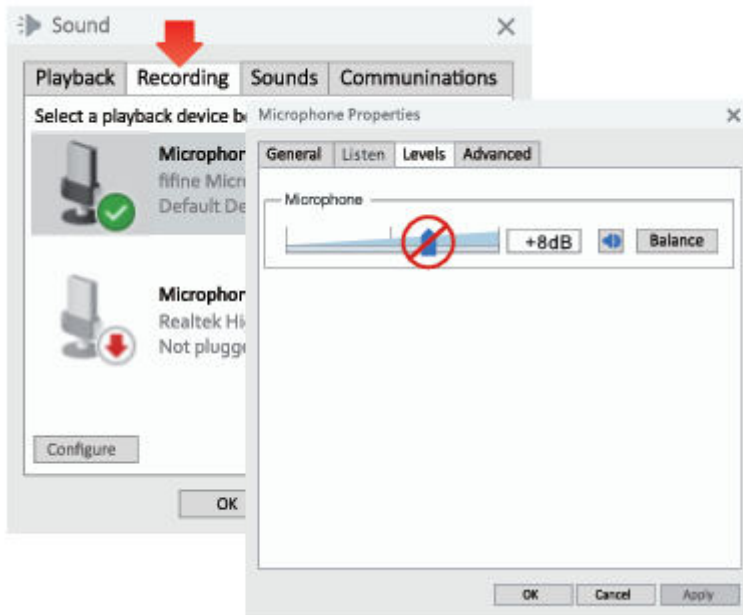 Sound
Playback Recording Sounds Communinations
Select a playback device b
Microphor
fifine Micr
Default De
Microphor
Realtek Hi
Not plugge
Configure
OK
Microphone Properties
General Listen Levels Advanced
Microphone
+8dB Balance
OK Cancel Apply